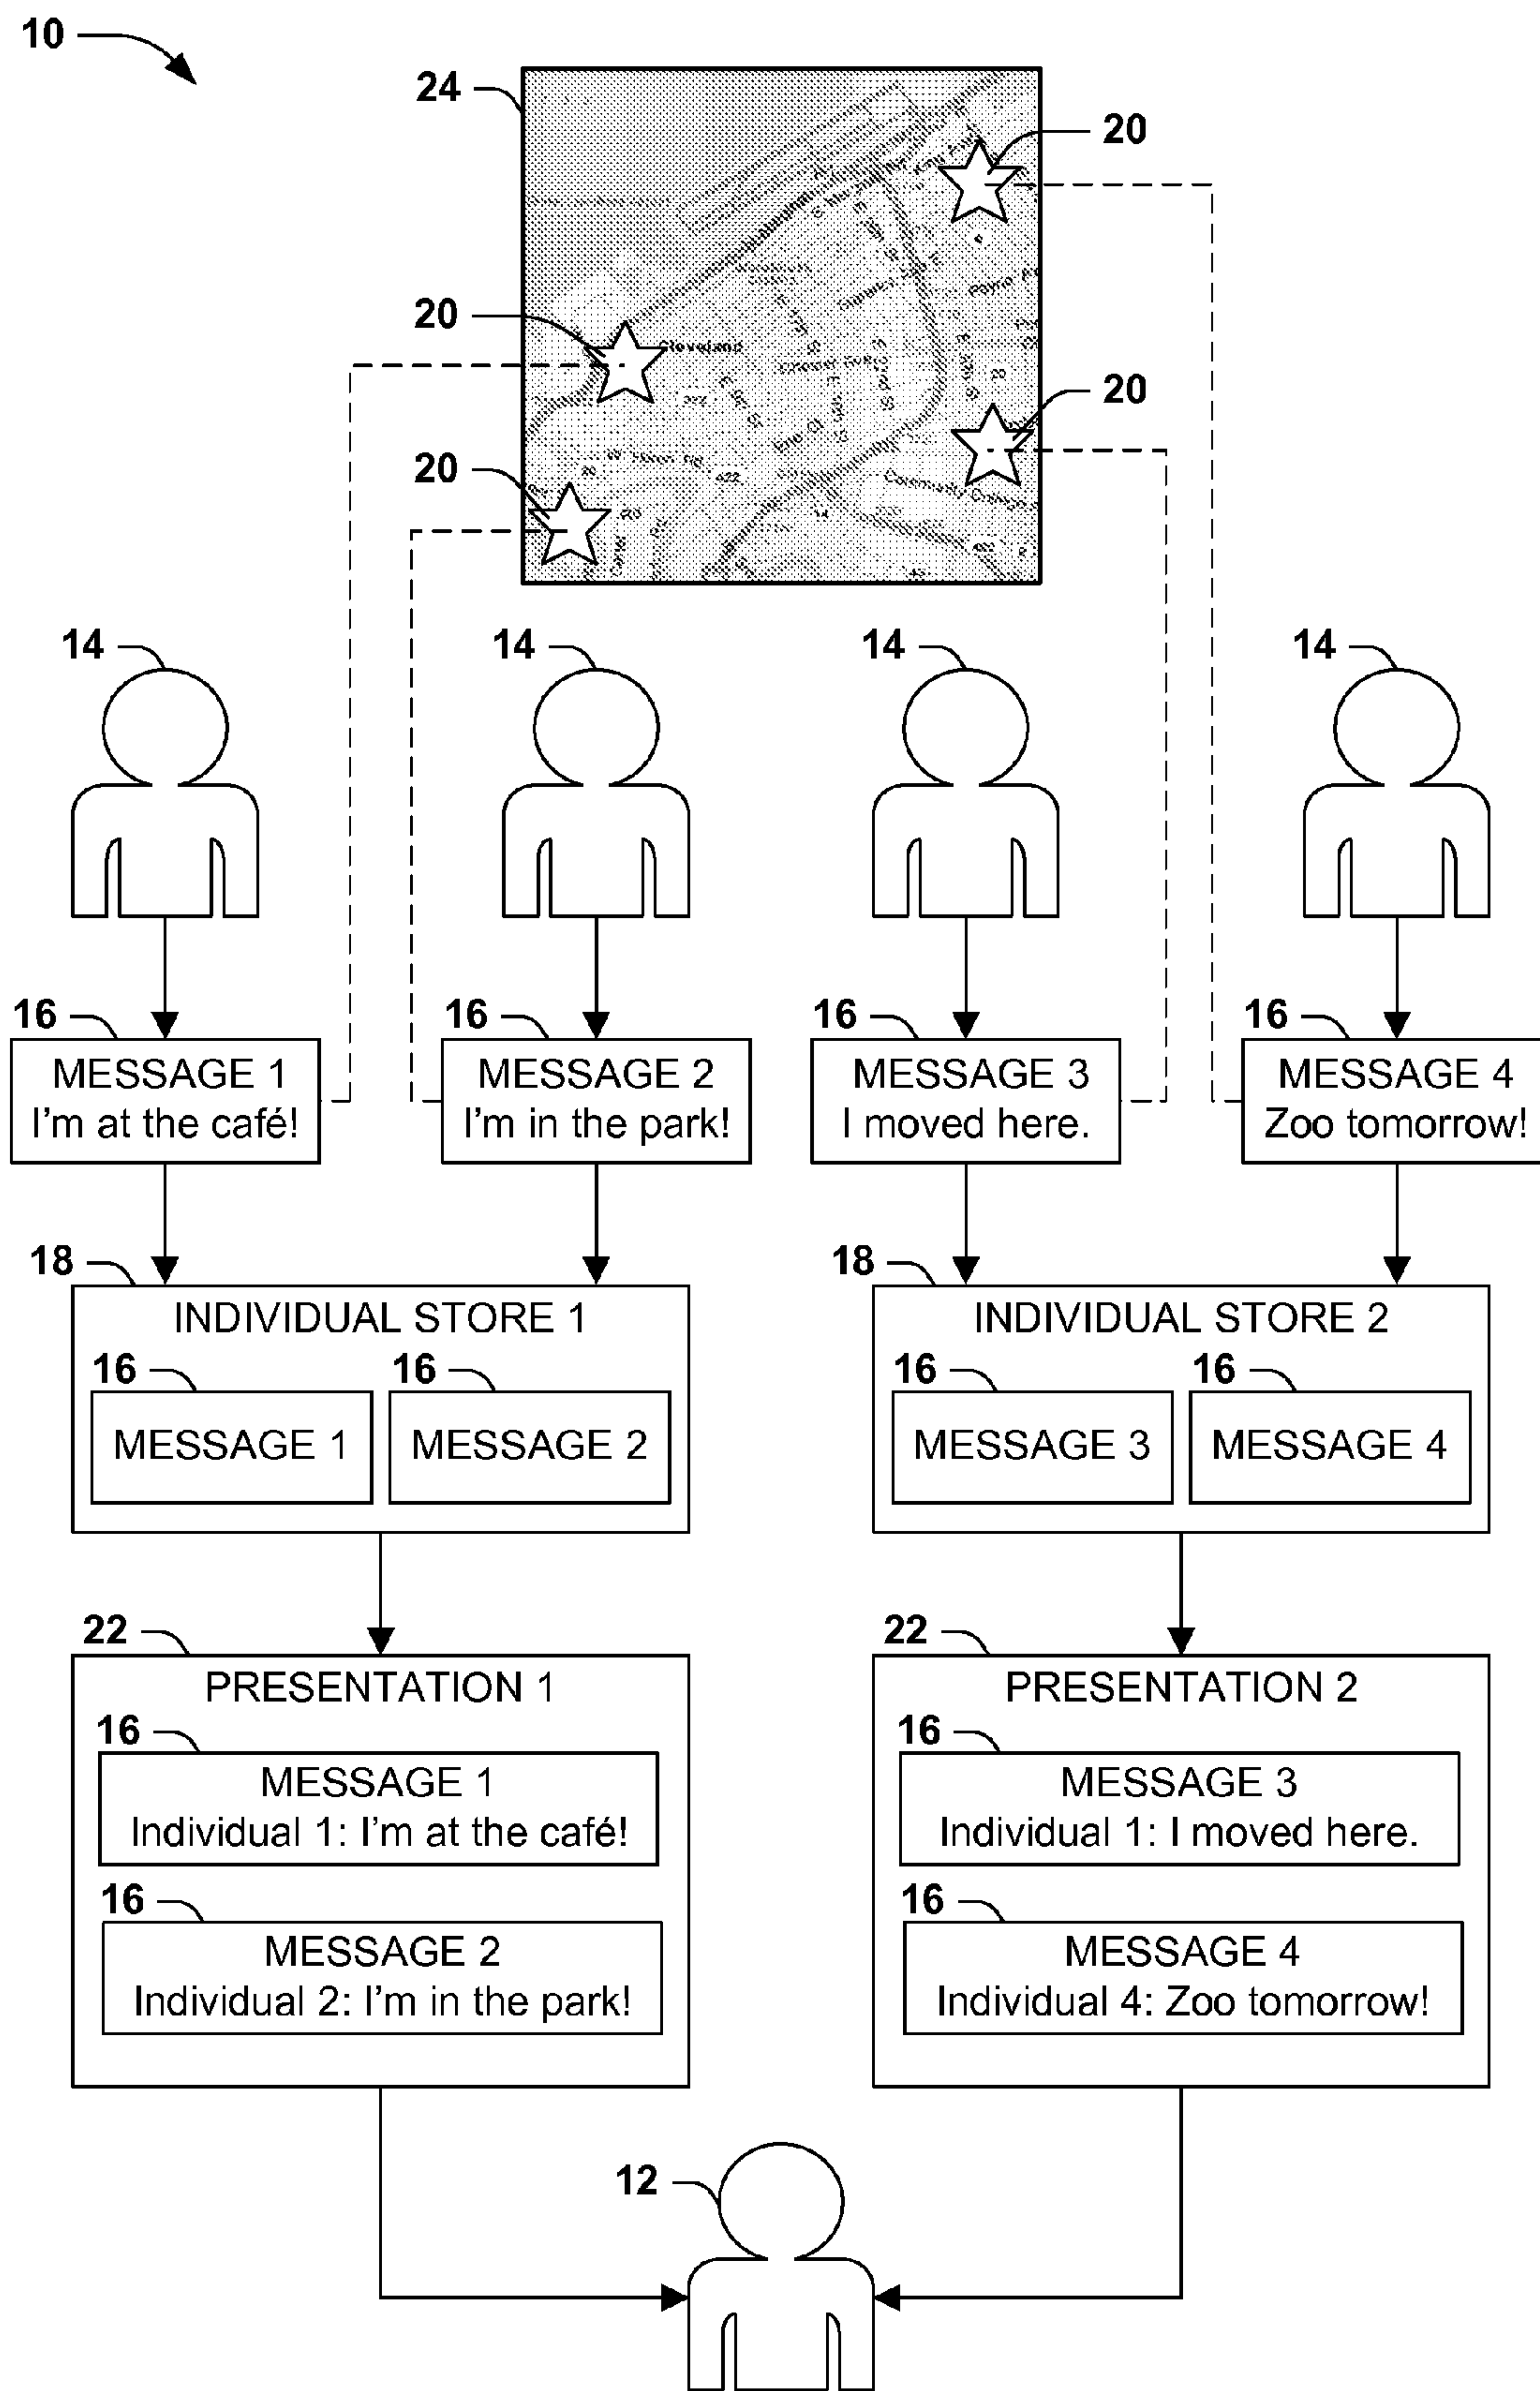 10
24
20
20
Cleveland
20
20
422
14
14
14
14
14
16
16
16
16
MESSAGE 1
I'm at the café!
MESSAGE 2
I'm in the park!
MESSAGE 3
I moved here.
MESSAGE 4
Zoo tomorrow!
18
18
INDIVIDUAL STORE 1
16
16
MESSAGE 1
MESSAGE 2
INDIVIDUAL STORE 2
16
16
MESSAGE 3
MESSAGE 4
22
22
PRESENTATION 1
16
MESSAGE 1
Individual 1: I'm at the café!
16
MESSAGE 2
Individual 2: I'm in the park!
PRESENTATION 2
16
MESSAGE 3
Individual 1: I moved here.
16
MESSAGE 4
Individual 4: Zoo tomorrow!
12